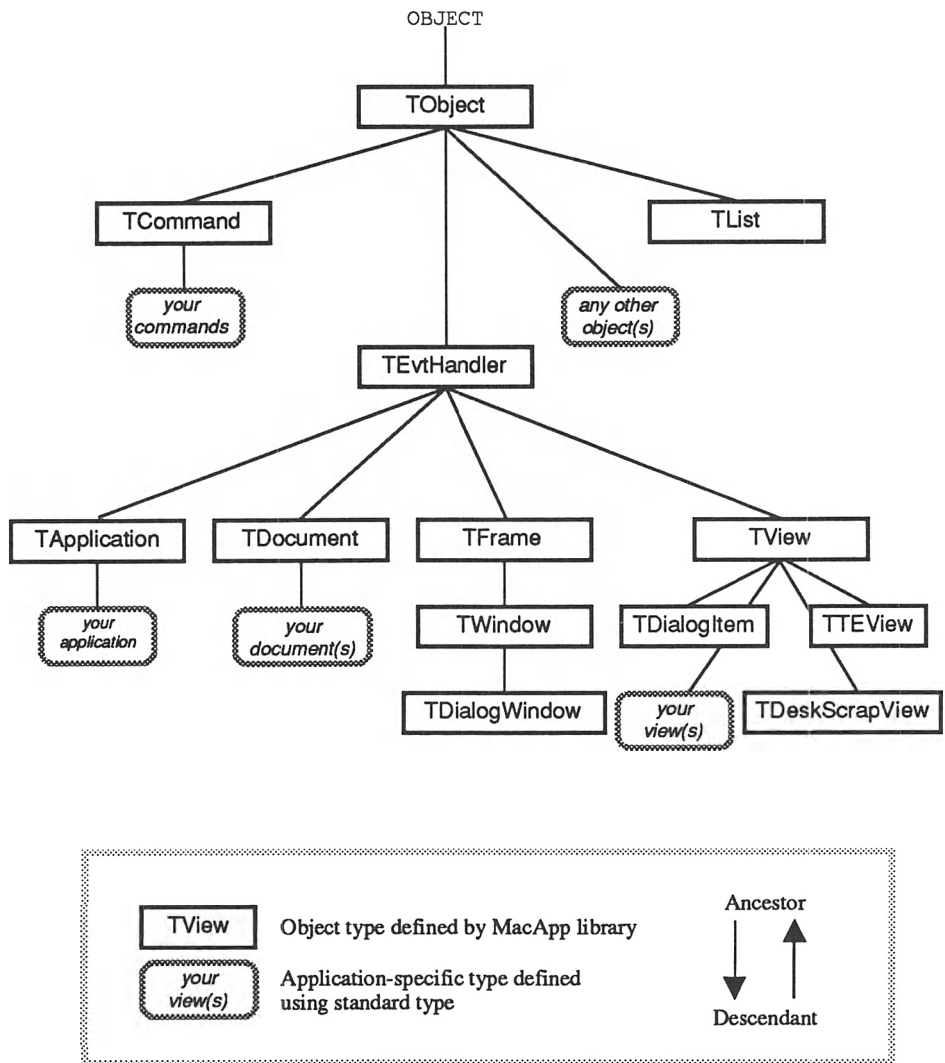 OBJECT
TObject
TCommand
TList
your
commands
any other
object(s)
TEvtHandler
TApplication
TDocument
TFrame
TView
your
application
your
document(s)
TWindow
TDialogItem
TTEView
TDialogWindow
your
view(s)
TDeskScrapView
TView
Object type defined by MacApp library
your
view(s)
Application-specific type defined
using standard type
Ancestor
Descendant